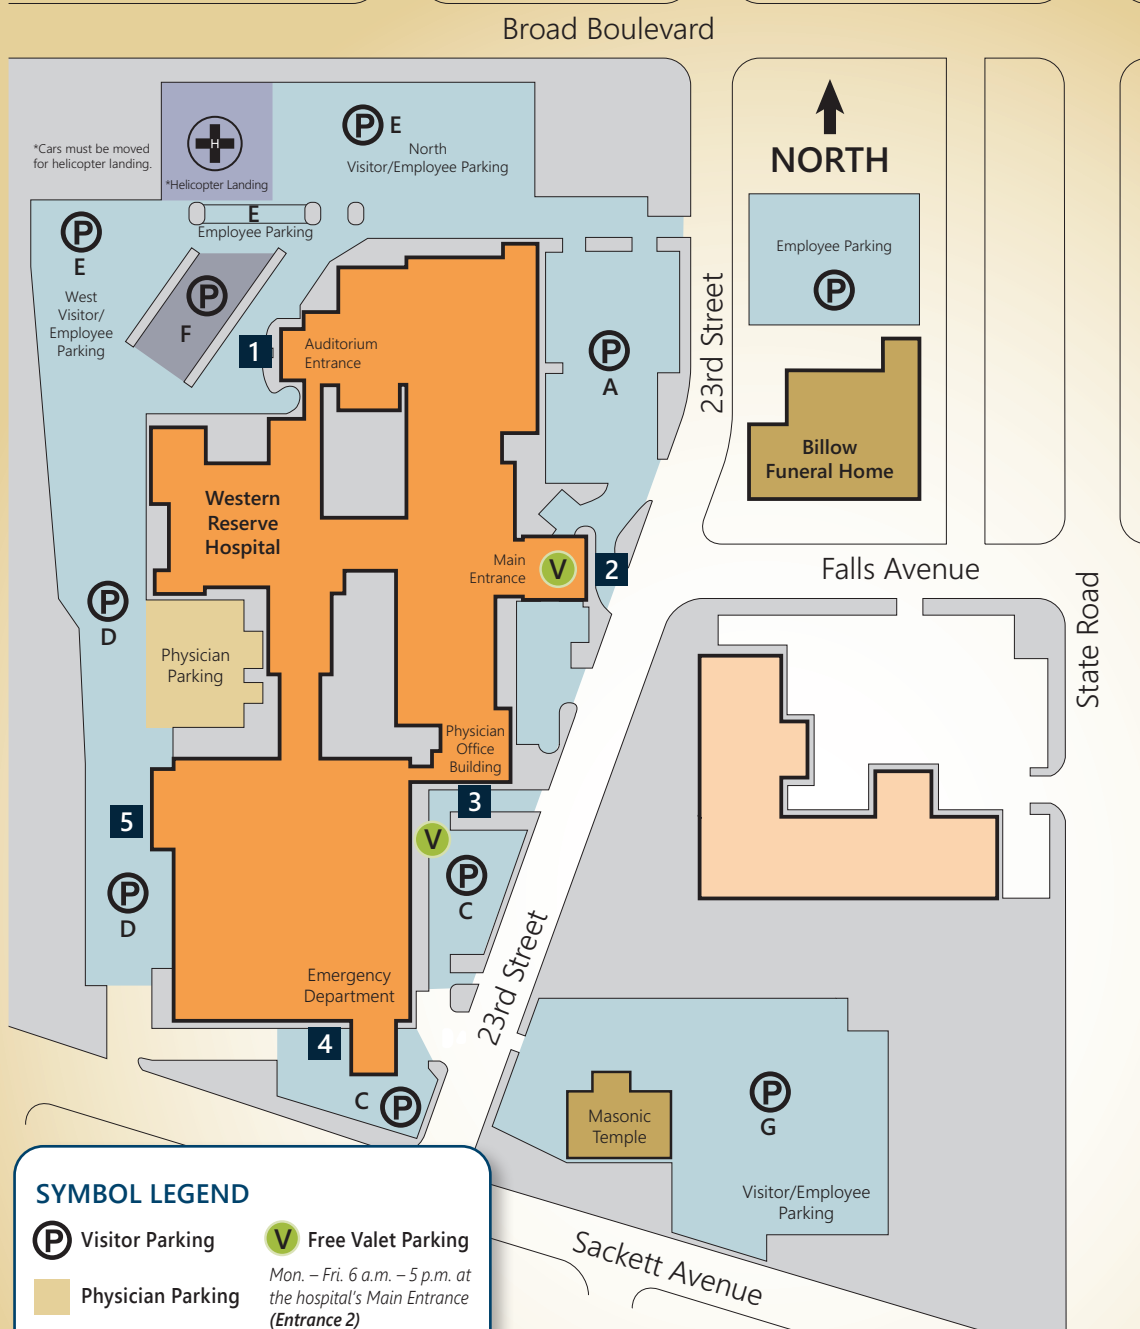 Broad Boulevard
*Cars must be moved
for helicopter landing.
H
*Helicopter Landing
P E
North
Visitor/Employee Parking
NORTH
E
Employee Parking
P
E
West
Visitor/
Employee
Parking
P
F
1
Auditorium
Entrance
P
A
23rd Street
Employee Parking
P
Billow
Funeral Home
Western
Reserve
Hospital
Main
Entrance
V
2
Falls Avenue
State Road
P
D
Physician
Parking
Physician
Office
Building
3
5
V
P
C
P
D
23rd Street
Emergency
Department
4
C P
Masonic
Temple
P
G
Visitor/Employee
Parking
Sackett Avenue
SYMBOL LEGEND
P Visitor Parking
Physician Parking
V Free Valet Parking
Mon. – Fri. 6 a.m. – 5 p.m. at
the hospital's Main Entrance
(Entrance 2)